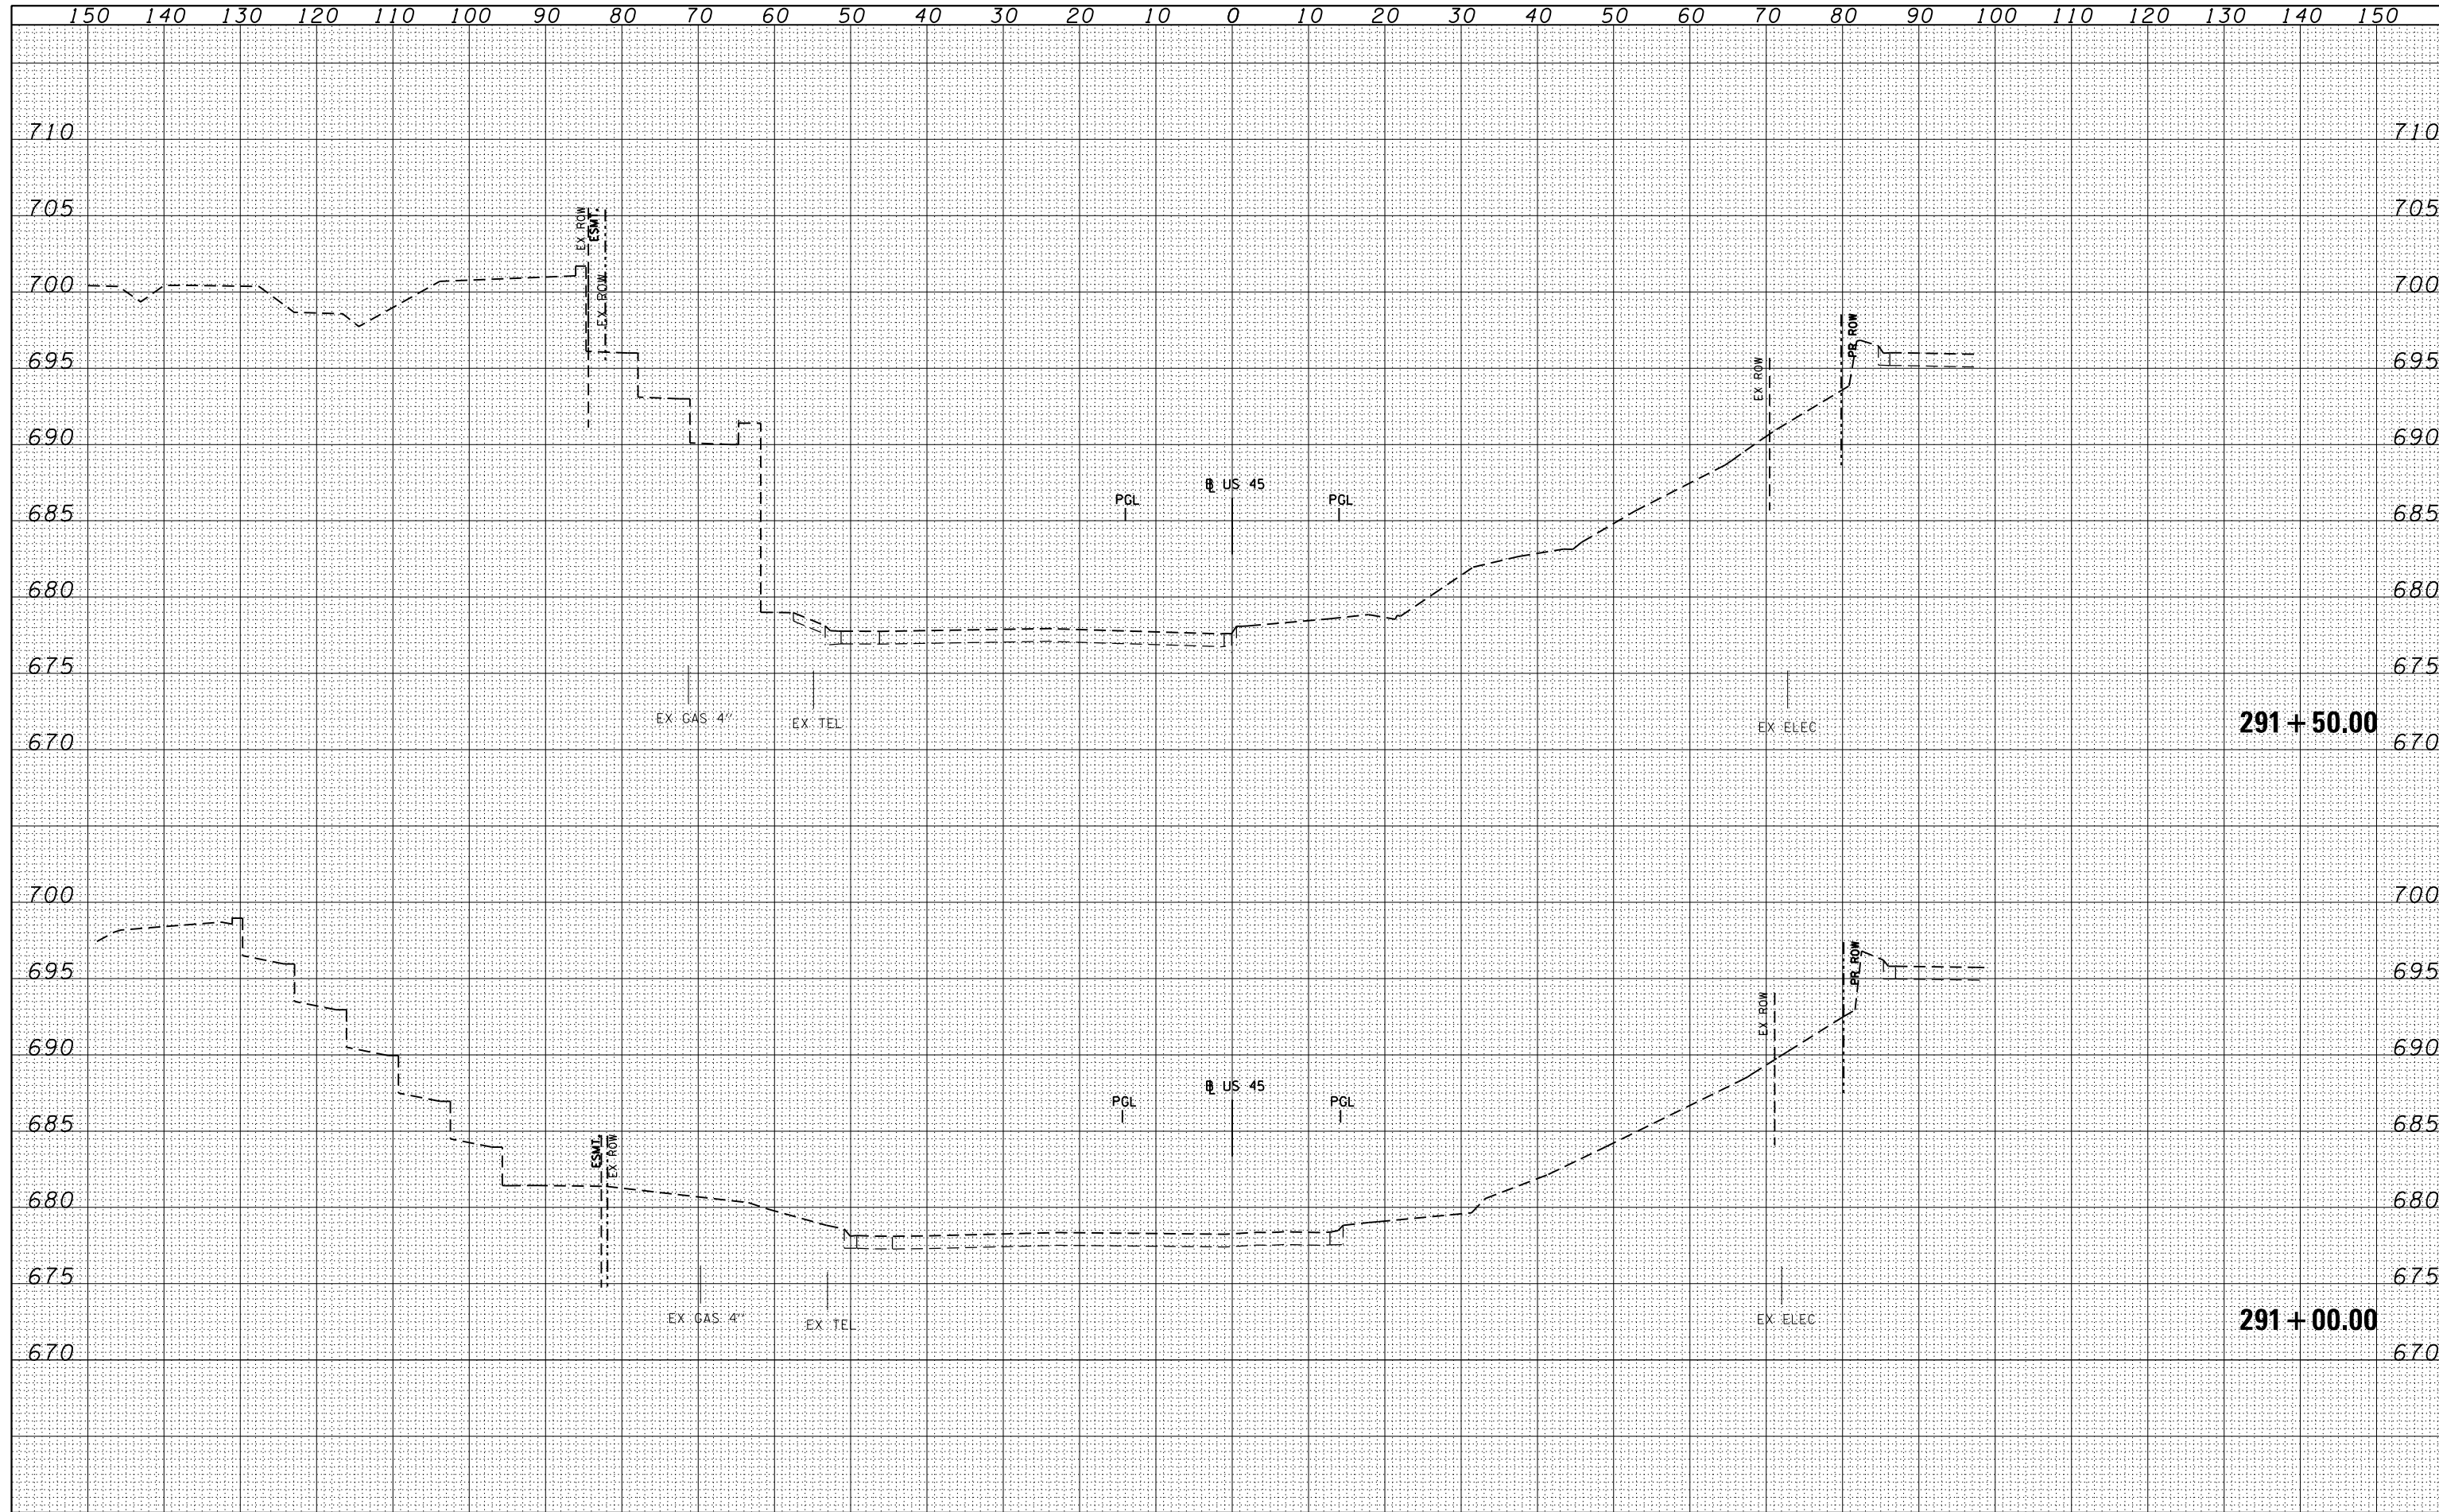 150 140 130 120 110 100 90 80 70 60 50 40 30 20 10 0 10 20 30 40 50 60 70 80 90 100 110 120 130 140 150
710 710
705 705
EX ROW
ESMT.
EX ROW
700 700
PR ROW
695 695
EX ROW
690 690
℄ US 45
PGL PGL
685 685
680 680
675 675
EX GAS 4'' EX TEL EX ELEC
291+50.00
670 670
700 700
PR ROW
695 695
EX ROW
690 690
US 45
PGL PGL
685 685
ESMT.
EX ROW
680 680
675 675
EX GAS 4'' EX TEL EX ELEC
291+00.00
670 670